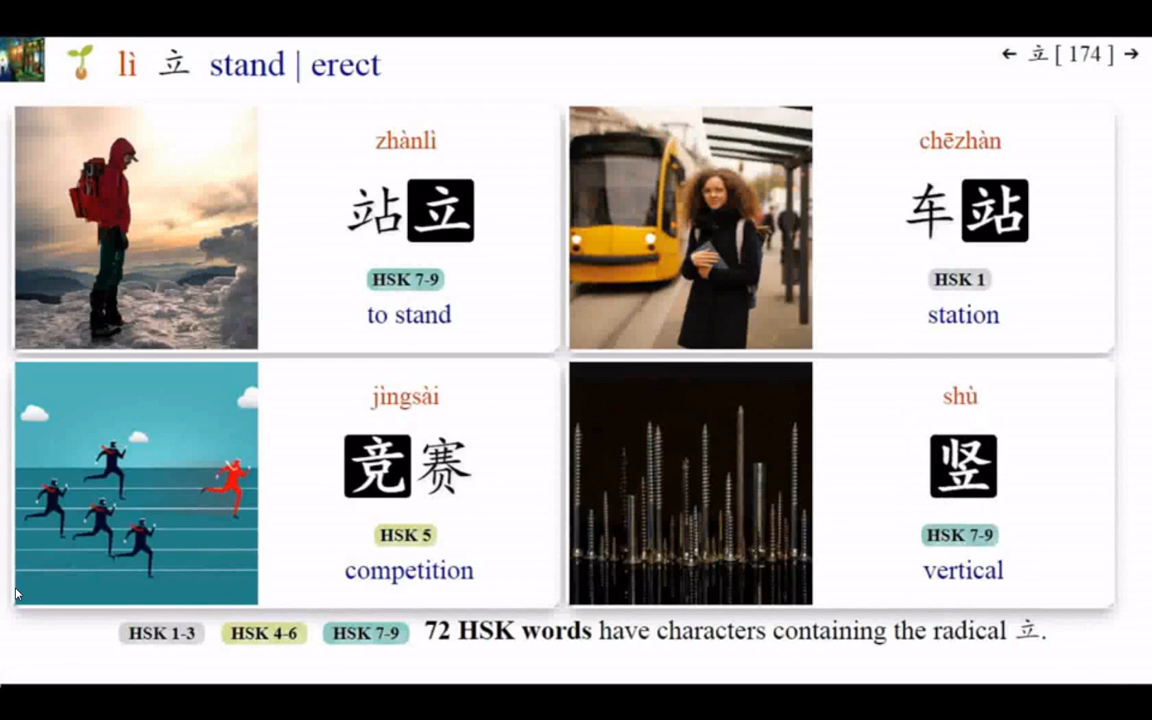 lì 立 stand | erect
← 立 [ 174 ] →
zhànlì
站立
HSK 7-9
to stand
chēzhàn
车站
HSK 1
station
jìngsài
竞赛
HSK 5
competition
shù
竖
HSK 7-9
vertical
HSK 1-3 HSK 4-6 HSK 7-9 72 HSK words have characters containing the radical 立.